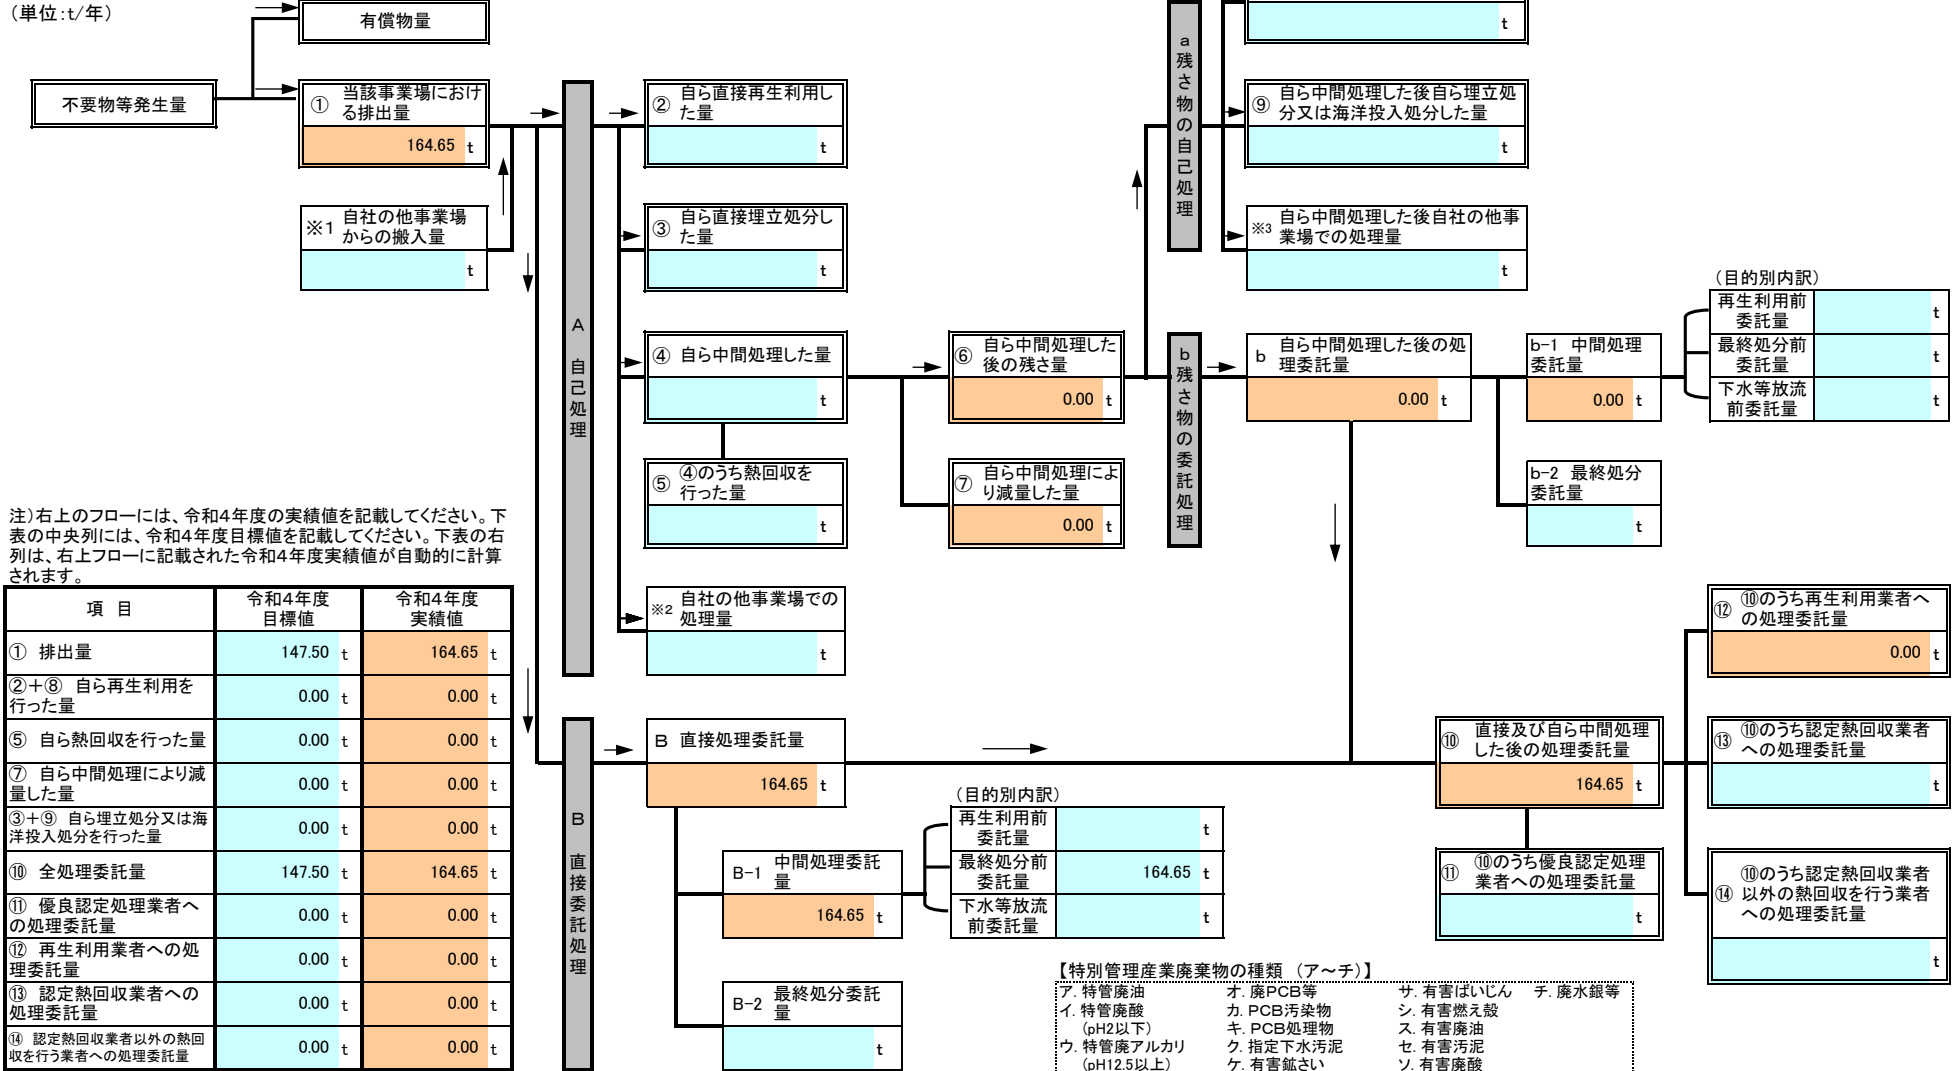 （単位：t/年）
有償物量
不要物等発生量
① 当該事業場におけ
る排出量
164.65 t
※1 自社の他事業場
からの搬入量
t
A 自己処理
② 自ら直接再生利用し
た量
t
③ 自ら直接埋立処分し
た量
t
④ 自ら中間処理した量
t
⑤ ④のうち熱回収を
行った量
t
※2 自社の他事業場での
処理量
t
⑥ 自ら中間処理した
後の残さ量
0.00 t
⑦ 自ら中間処理によ
り減量した量
0.00 t
a 残さ物の自己処理
t
⑨ 自ら中間処理した後自ら埋立処
分又は海洋投入処分した量
t
※3 自ら中間処理した後自社の他事
業場での処理量
t
b 残さ物の委託処理
b 自ら中間処理した後の処
理委託量
0.00 t
b-1 中間処理
委託量
0.00 t
b-2 最終処分
委託量
t
（目的別内訳）
再生利用前
委託量
t
最終処分前
委託量
t
下水等放流
前委託量
t
注）右上のフローには、令和４年度の実績値を記載してください。下
表の中央列には、令和４年度目標値を記載してください。下表の右
列は、右上フローに記載された令和４年度実績値が自動的に計算
されます。
項 目
令和４年度
目標値
令和４年度
実績値
① 排出量 147.50 t 164.65 t
②＋⑧ 自ら再生利用を
行った量 0.00 t 0.00 t
⑤ 自ら熱回収を行った量 0.00 t 0.00 t
⑦ 自ら中間処理により減
量した量 0.00 t 0.00 t
③＋⑨ 自ら埋立処分又は海
洋投入処分を行った量 0.00 t 0.00 t
⑩ 全処理委託量 147.50 t 164.65 t
⑪ 優良認定処理業者へ
の処理委託量 0.00 t 0.00 t
⑫ 再生利用業者への処
理委託量 0.00 t 0.00 t
⑬ 認定熱回収業者への
処理委託量 0.00 t 0.00 t
⑭ 認定熱回収業者以外の熱回
収を行う業者への処理委託量 0.00 t 0.00 t
B 直接委託処理
B 直接処理委託量
164.65 t
B-1 中間処理委託
量
164.65 t
B-2 最終処分委託
量
t
（目的別内訳）
再生利用前
委託量
t
最終処分前
委託量
164.65 t
下水等放流
前委託量
t
⑩ 直接及び自ら中間処理
した後の処理委託量
164.65 t
⑪ ⑩のうち優良認定処理
業者への処理委託量
t
⑫ ⑩のうち再生利用業者へ
の処理委託量
0.00 t
⑬ ⑩のうち認定熱回収業者
への処理委託量
t
⑭ ⑩のうち認定熱回収業者
以外の熱回収を行う業者
への処理委託量
t
【特別管理産業廃棄物の種類 （ア～チ）】
ア. 特管廃油 オ. 廃PCB等 サ. 有害ばいじん チ. 廃水銀等
イ. 特管廃酸 カ. PCB汚染物 シ. 有害燃え殻
（pH2以下） キ. PCB処理物 ス. 有害廃油
ウ. 特管廃アルカリ ク. 指定下水汚泥 セ. 有害汚泥
（pH12.5以上） ケ. 有害鉱さい ソ. 有害廃酸